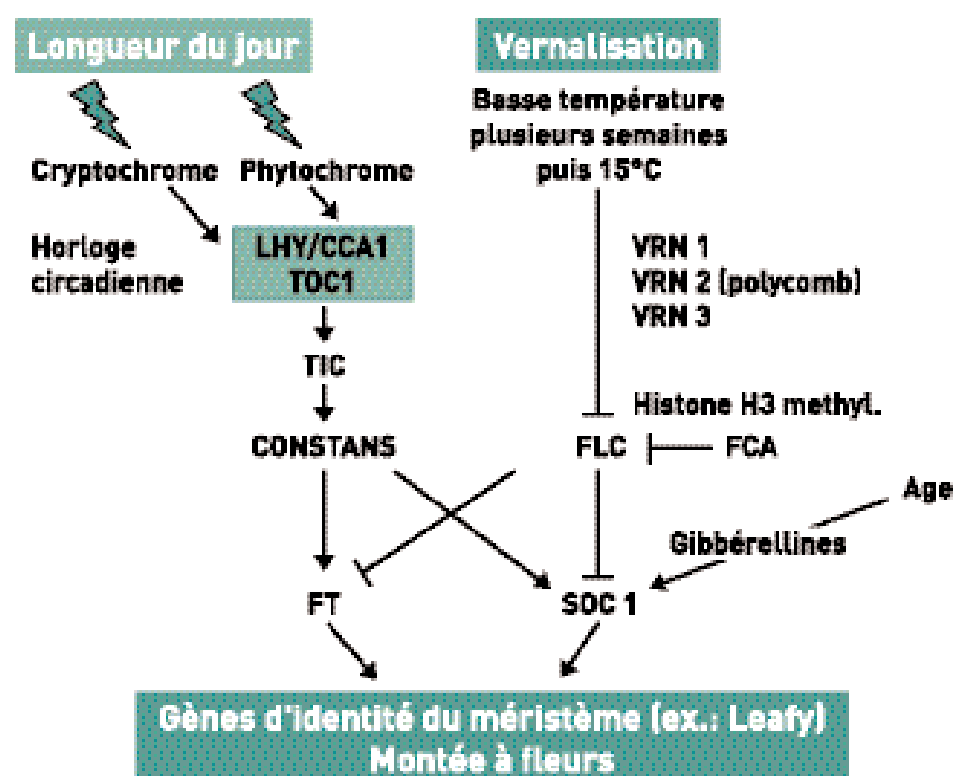 Longueur du jour
Vernalisation
Basse température
plusieurs semaines
puis 15°C
Cryptochrome
Phytochrome
Horloge
circadienne
LHY/CCA1
TOC1
VRN 1
VRN 2 (polycomb)
VRN 3
TIC
Histone H3 methyl.
CONSTANS
FLC
FCA
Age
Gibbérellines
FT
SOC 1
Gènes d'identité du méristème (ex.: Leafy)
Montée à fleurs